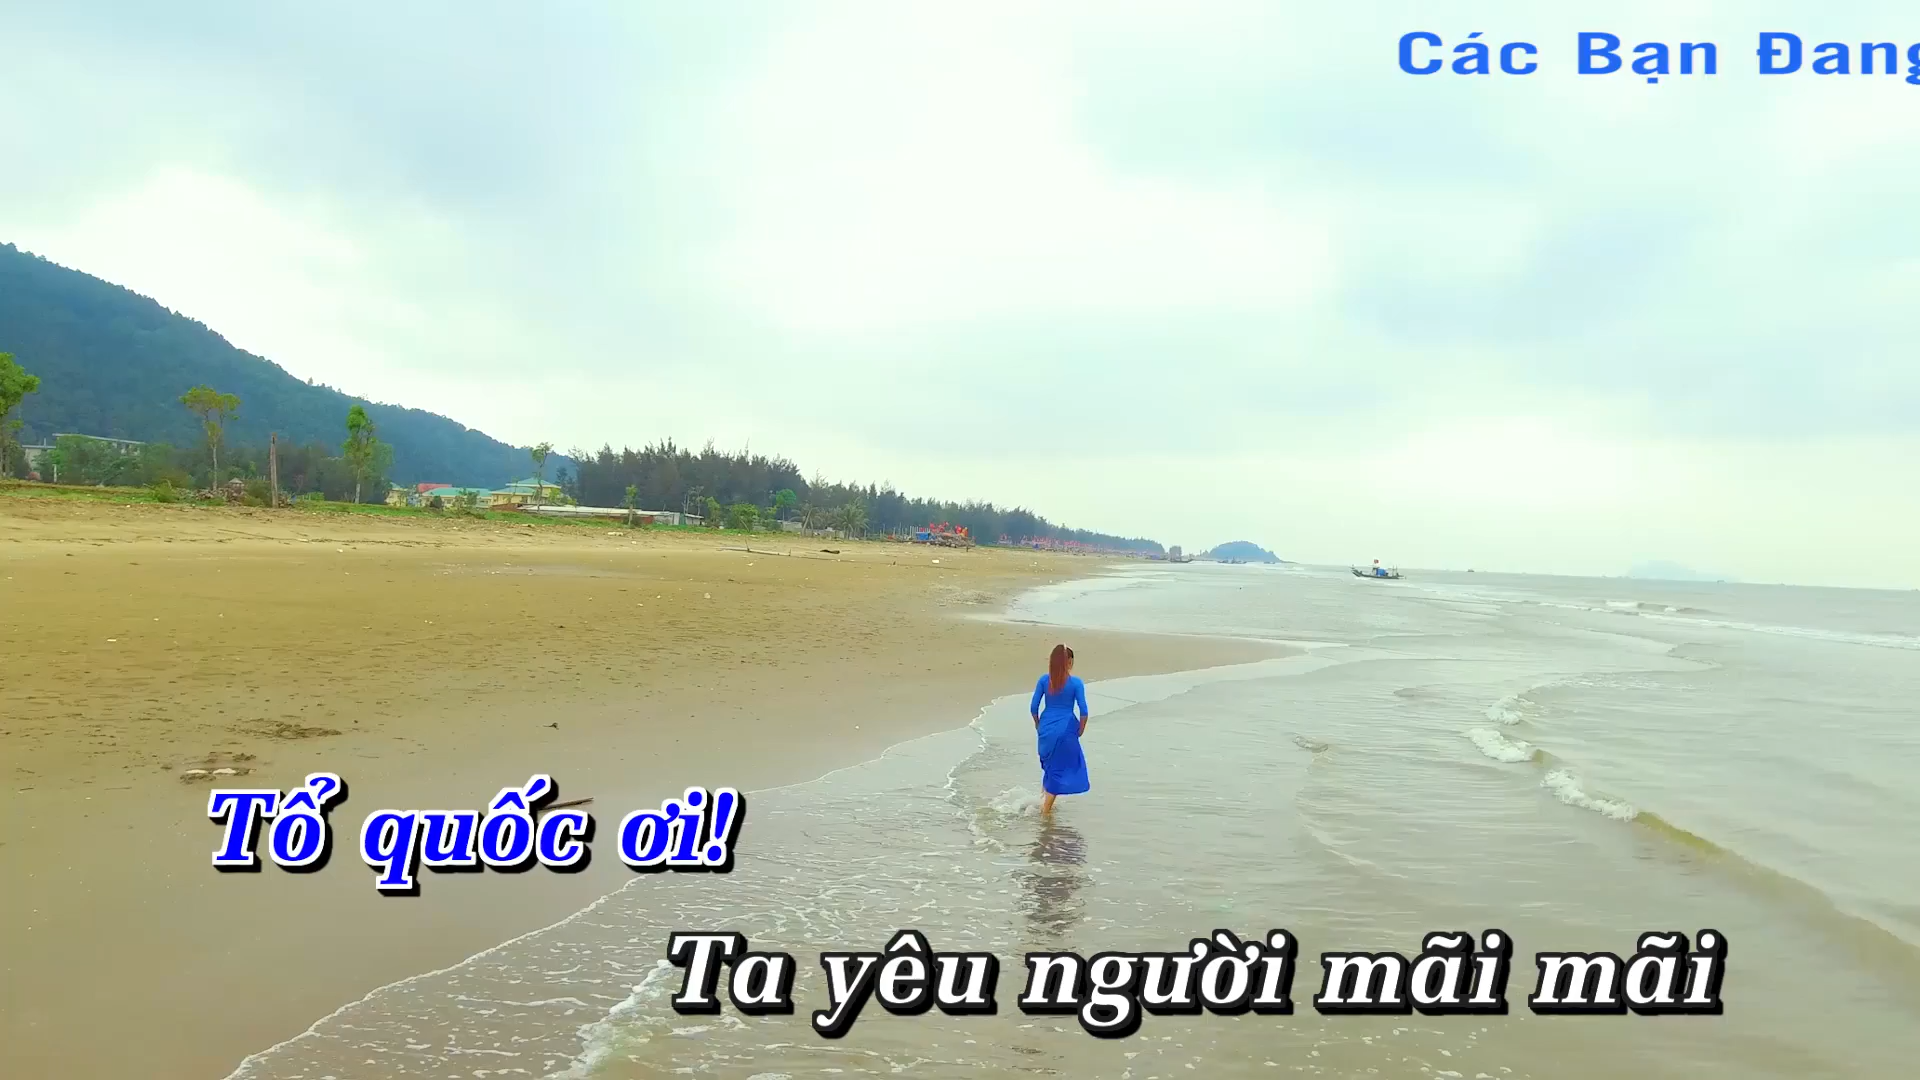 Các Bạn Đang
Tổ quốc ơi!
Ta yêu người mãi mãi